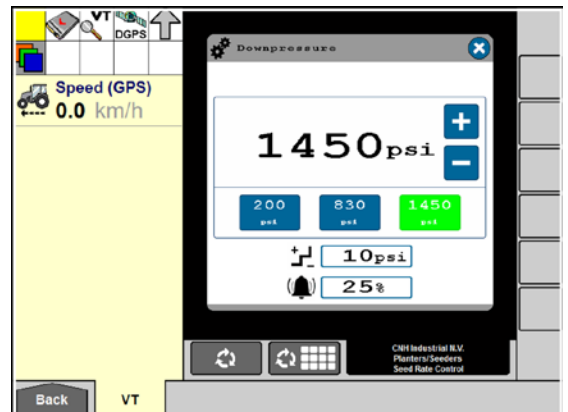 VT
DGPS
Speed (GPS)
0.0 km/h
Downpressure
1450psi
+
−
200
psi
830
psi
1450
psi
10psi
25%
CNH Industrial N.V.
Planters/Seeders
Seed Rate Control
Back
VT